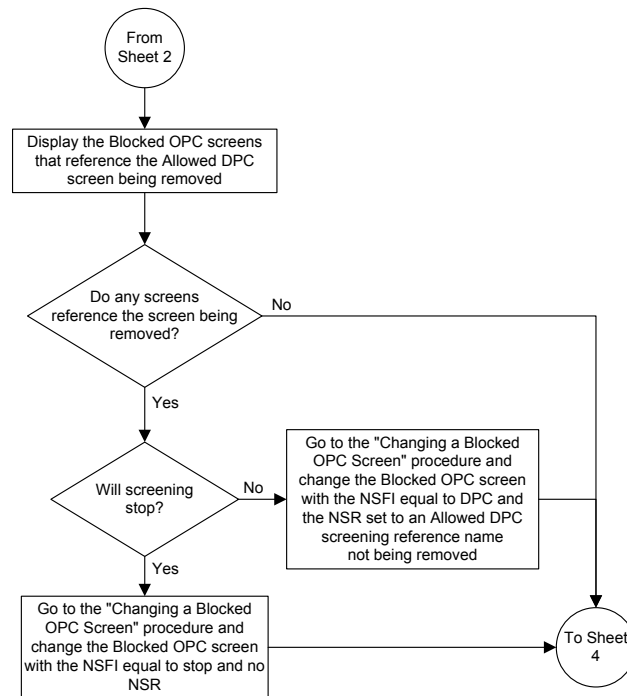 From
Sheet 2
Display the Blocked OPC screens
that reference the Allowed DPC
screen being removed
Do any screens
reference the screen being
removed?
No
Yes
Will screening
stop?
No
Go to the "Changing a Blocked
OPC Screen" procedure and
change the Blocked OPC screen
with the NSFI equal to DPC and
the NSR set to an Allowed DPC
screening reference name
not being removed
Yes
Go to the "Changing a Blocked
OPC Screen" procedure and
change the Blocked OPC screen
with the NSFI equal to stop and no
NSR
To Sheet
4